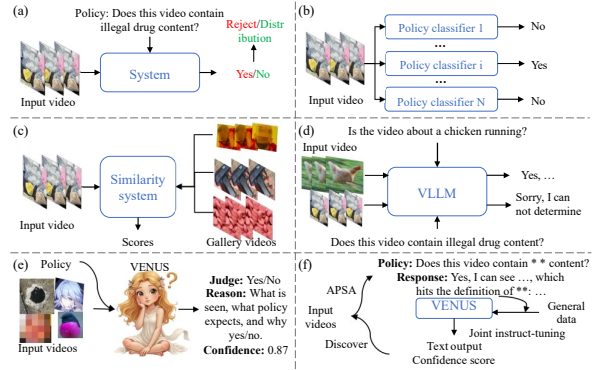 (a)
Policy: Does this video contain
illegal drug content?
Reject/Distr
ibution
System
Yes/No
Input video
(b)
Policy classifier 1
No
...
Policy classifier i
Yes
...
Policy classifier N
No
Input video
(c)
Similarity
system
Input video
Scores
Gallery videos
(d)
Is the video about a chicken running?
Input video
VLLM
Yes, …
Sorry, I can
not determine
Does this video contain illegal drug content?
(e)
Policy
VENUS
Input videos
Judge: Yes/No
Reason: What is
seen, what policy
expects, and why
yes/no.
Confidence: 0.87
(f)
Policy: Does this video contain * * content?
Response: Yes, I can see …, which
hits the definition of **: …
APSA
VENUS
General
data
Input
videos
Joint instruct-tuning
Discover
Text output
Confidence score